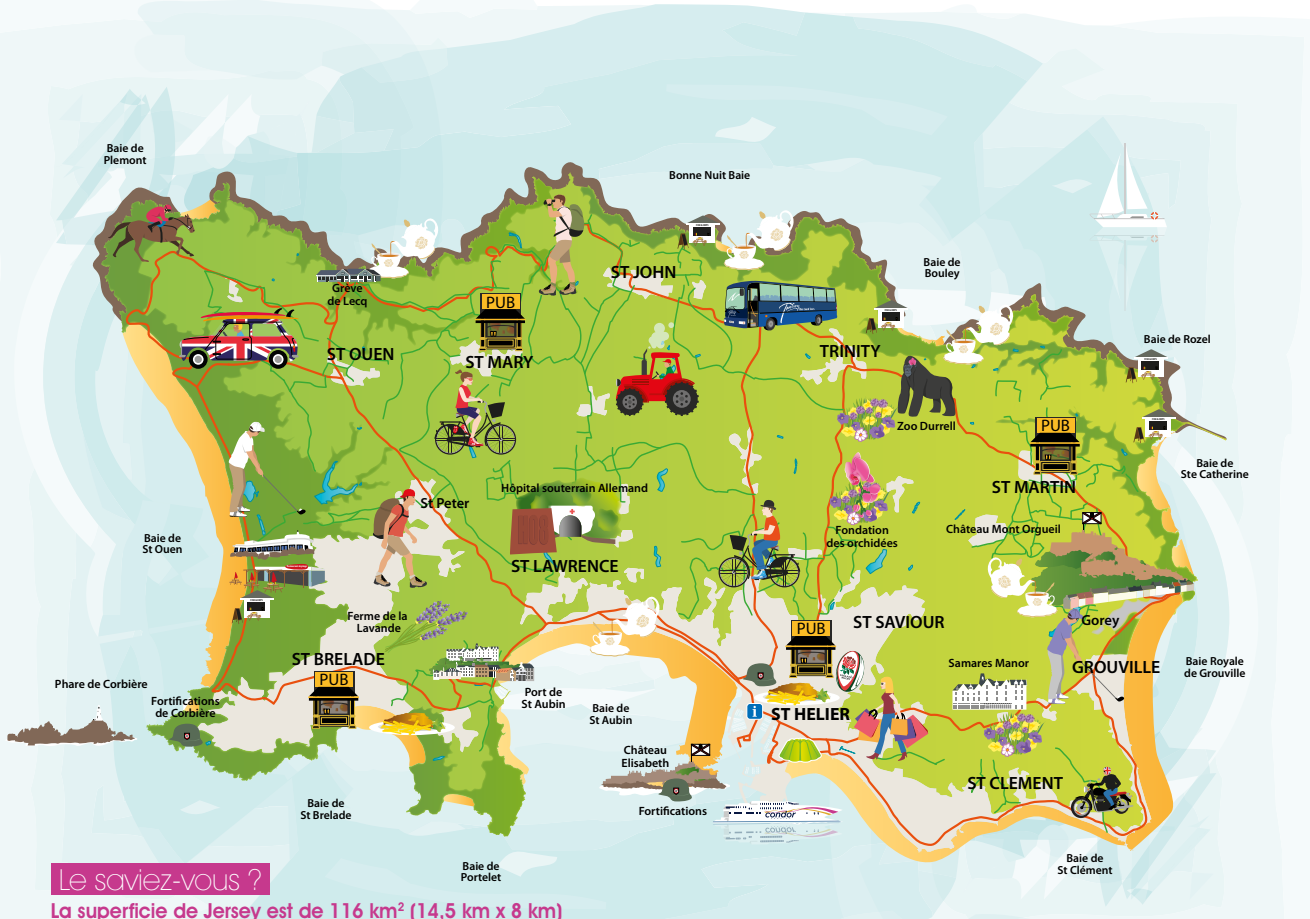 Baie de
Plemont
Bonne Nuit Baie
Baie de
Bouley
ST JOHN
Grève
de Lecq
PUB
ST OUEN
ST MARY
TRINITY
Baie de Rozel
Zoo Durrell
PUB
ST MARTIN
Baie de
Ste Catherine
Hôpital souterrain Allemand
St Peter
Château Mont Orgueil
Fondation
des orchidées
Baie de
St Ouen
ST LAWRENCE
Ferme de la
Lavande
Gorey
ST SAVIOUR
PUB
ST BRELADE
Samares Manor
GROUVILLE
Baie Royale
de Grouville
PUB
Phare de Corbière
Fortifications
de Corbière
Port de
St Aubin
Baie de
St Aubin
i
ST HELIER
Château
Elisabeth
Fortifications
ST CLEMENT
Baie de
St Brelade
condor
Baie de
Portelet
Baie de
St Clément
Le saviez-vous ?
La superficie de Jersey est de 116 km² (14,5 km x 8 km)